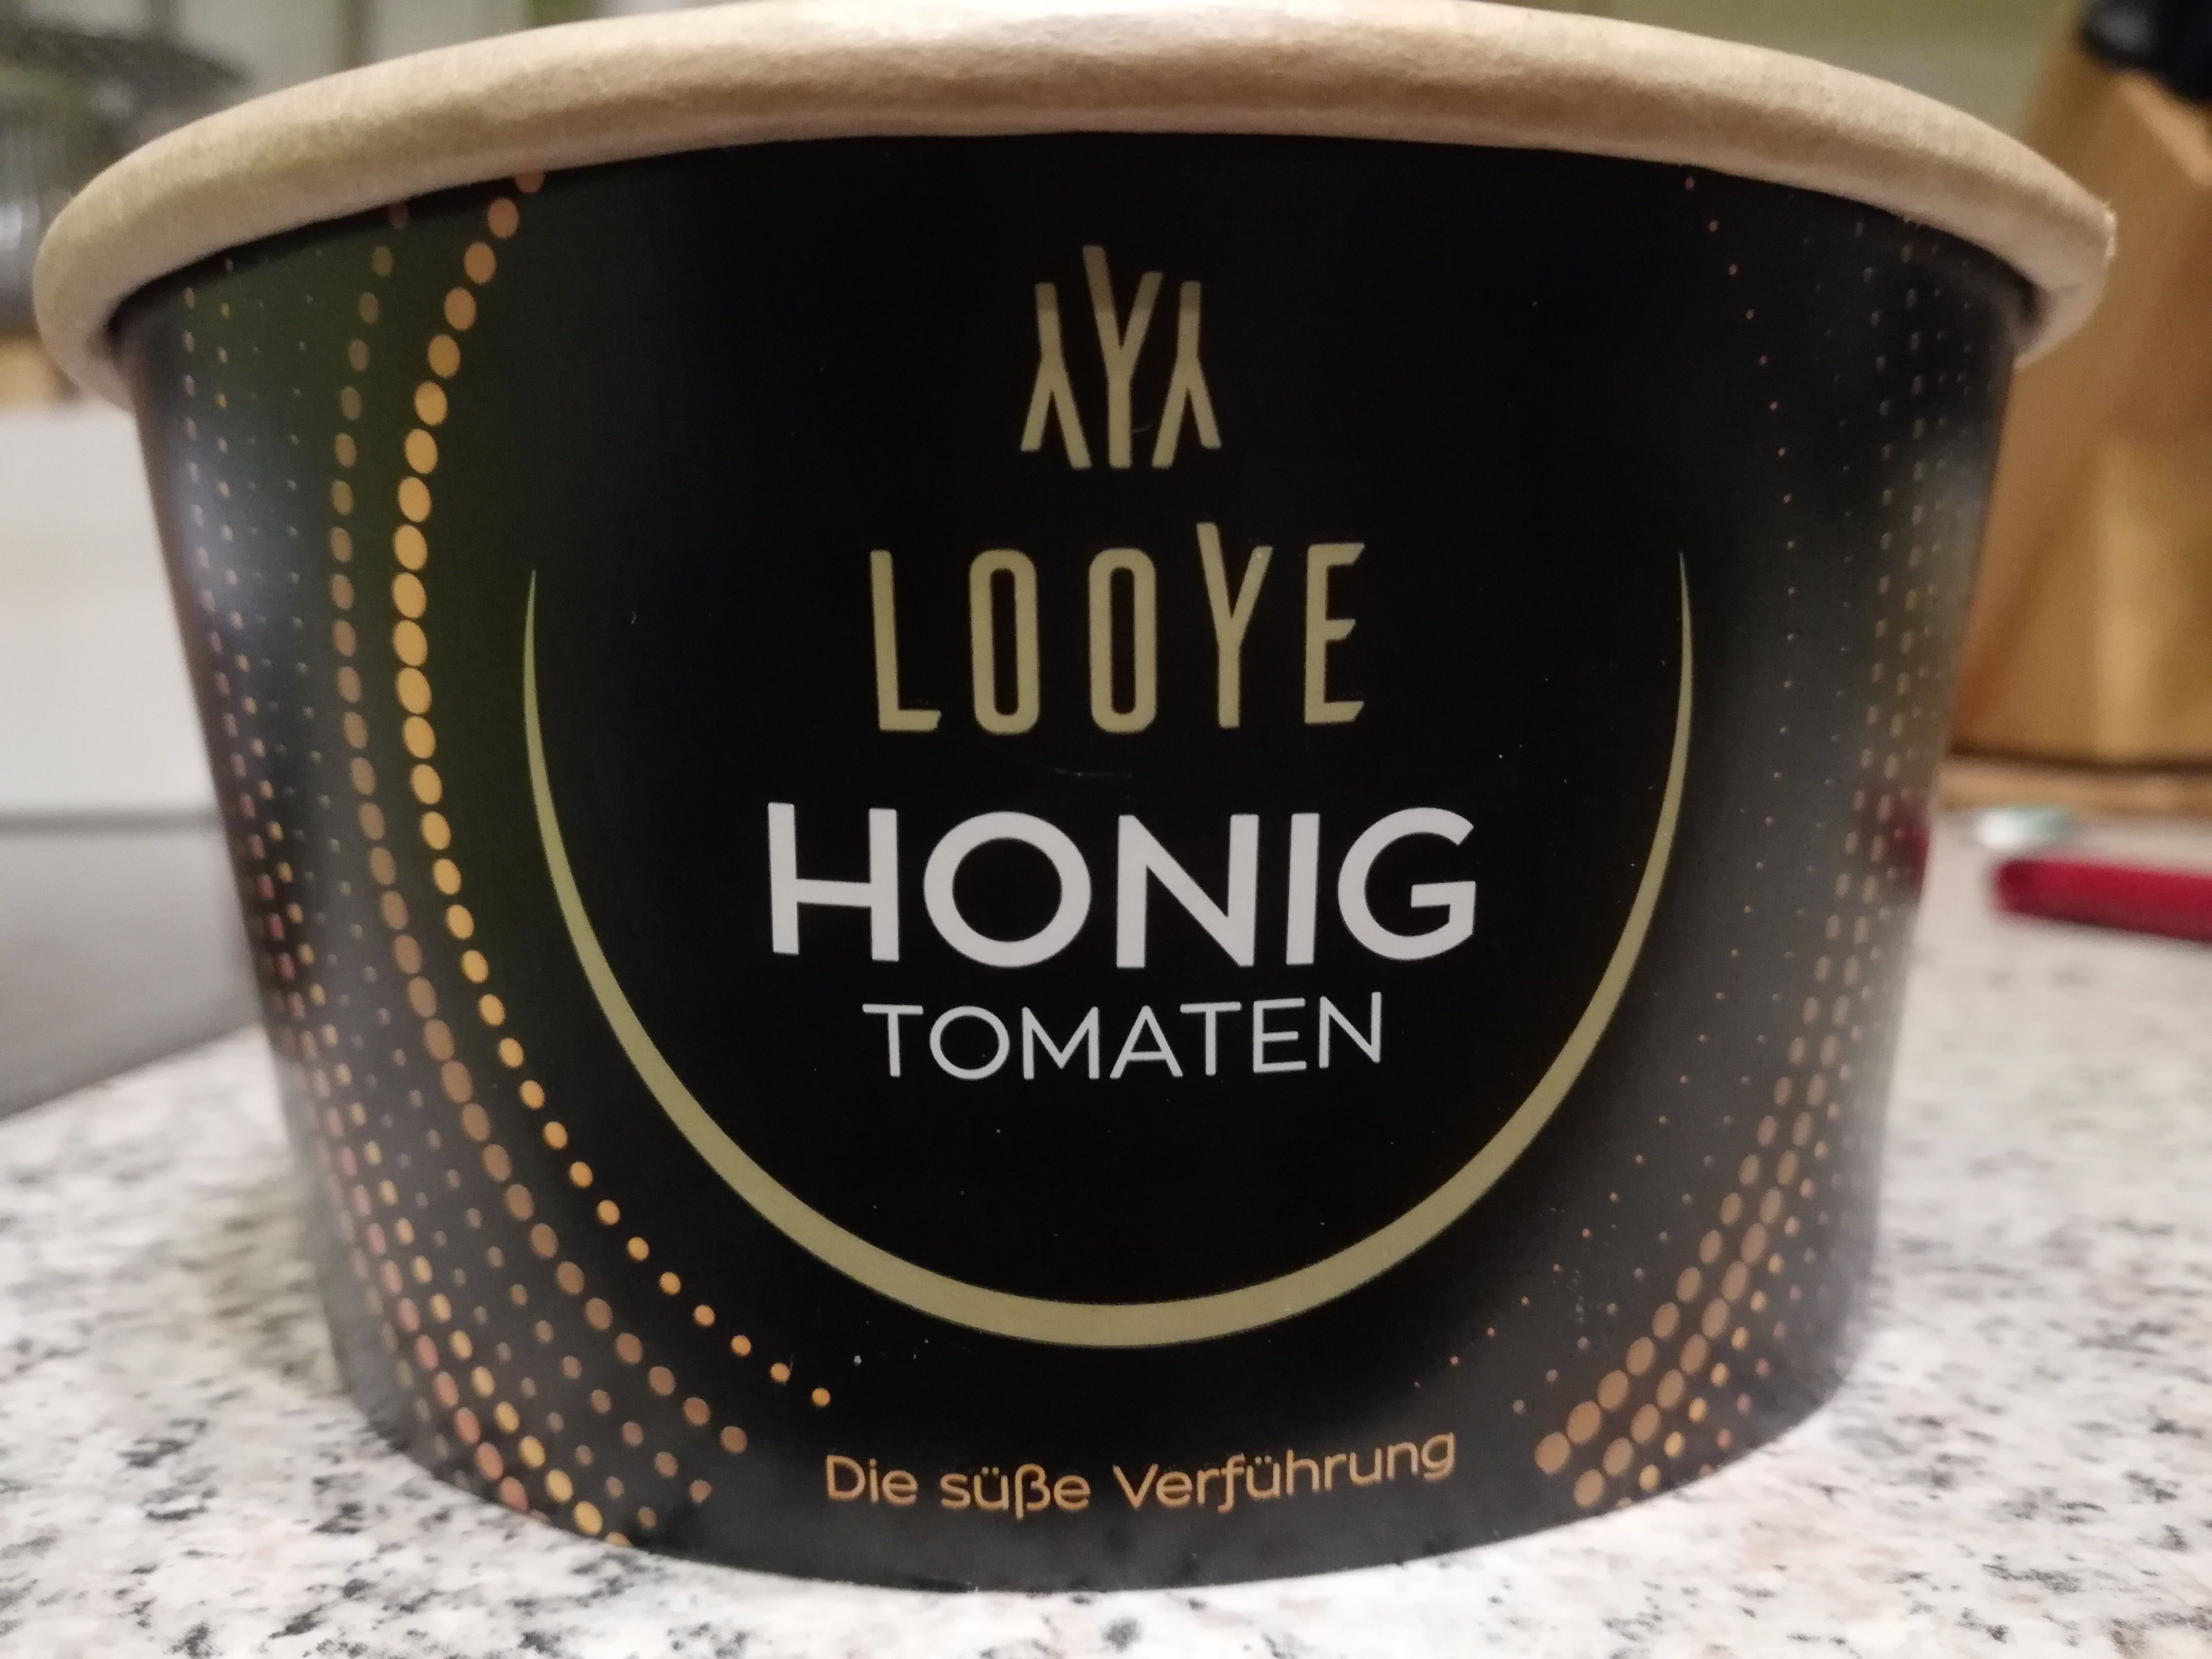 LOOYE
HONIG
TOMATEN
Die süße Verführung